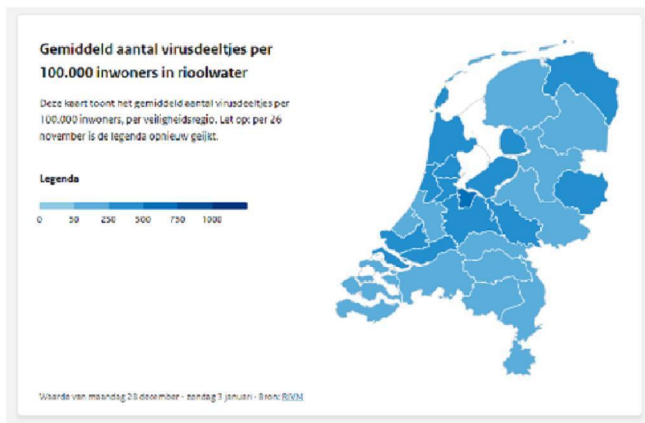 Gemiddeld aantal virusdeeltjes per
100.000 inwoners in rioolwater
Deze kaart toont het gemiddeld aantal virusdeeltjes per
100.000 inwoners, per veiligheidsregio. Let op: per 26
november is de legenda opnieuw geijkt.
Legenda
0 50 250 500 750 1000
Waarde van maandag 28 december - zondag 3 januari · Bron: RIVM